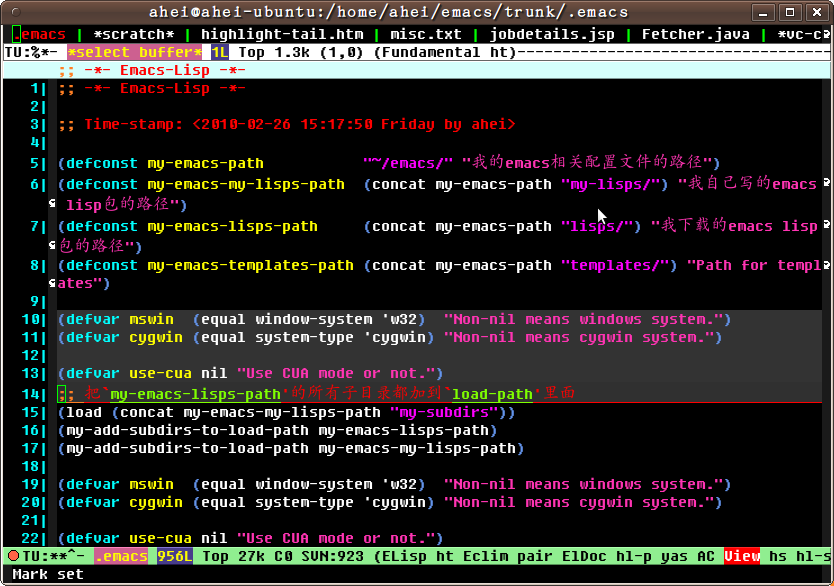 ahei@ahei-ubuntu:/home/ahei/emacs/trunk/.emacs
.emacs | *scratch* | highlight-tail.htm | misc.txt | jobdetails.jsp | Fetcher.java | *vc-c
TU:%*- *select buffer* 1L Top 1.3k (1,0) (Fundamental ht)
;; -*- Emacs-Lisp -*-
1| ;; -*- Emacs-Lisp -*-
2|
3| ;; Time-stamp: <2010-02-26 15:17:50 Friday by ahei>
4|
5| (defconst my-emacs-path "~/emacs/" "我的emacs相关配置文件的路径")
6| (defconst my-emacs-my-lisps-path (concat my-emacs-path "my-lisps/") "我自己写的emacs
lisp包的路径")
7| (defconst my-emacs-lisps-path (concat my-emacs-path "lisps/") "我下载的emacs lisp
包的路径")
8| (defconst my-emacs-templates-path (concat my-emacs-path "templates/") "Path for templ
ates")
9|
10| (defvar mswin (equal window-system 'w32) "Non-nil means windows system.")
11| (defvar cygwin (equal system-type 'cygwin) "Non-nil means cygwin system.")
12|
13| (defvar use-cua nil "Use CUA mode or not.")
14| ;; 把`my-emacs-lisps-path'的所有子目录都加到`load-path'里面
15| (load (concat my-emacs-my-lisps-path "my-subdirs"))
16| (my-add-subdirs-to-load-path my-emacs-lisps-path)
17| (my-add-subdirs-to-load-path my-emacs-my-lisps-path)
18|
19| (defvar mswin (equal window-system 'w32) "Non-nil means windows system.")
20| (defvar cygwin (equal system-type 'cygwin) "Non-nil means cygwin system.")
21|
22| (defvar use-cua nil "Use CUA mode or not.")
TU:**^- .emacs 956L Top 27k C0 SVN:923 (ELisp ht Eclim pair ElDoc hl-p yas AC View hs hl-s
Mark set